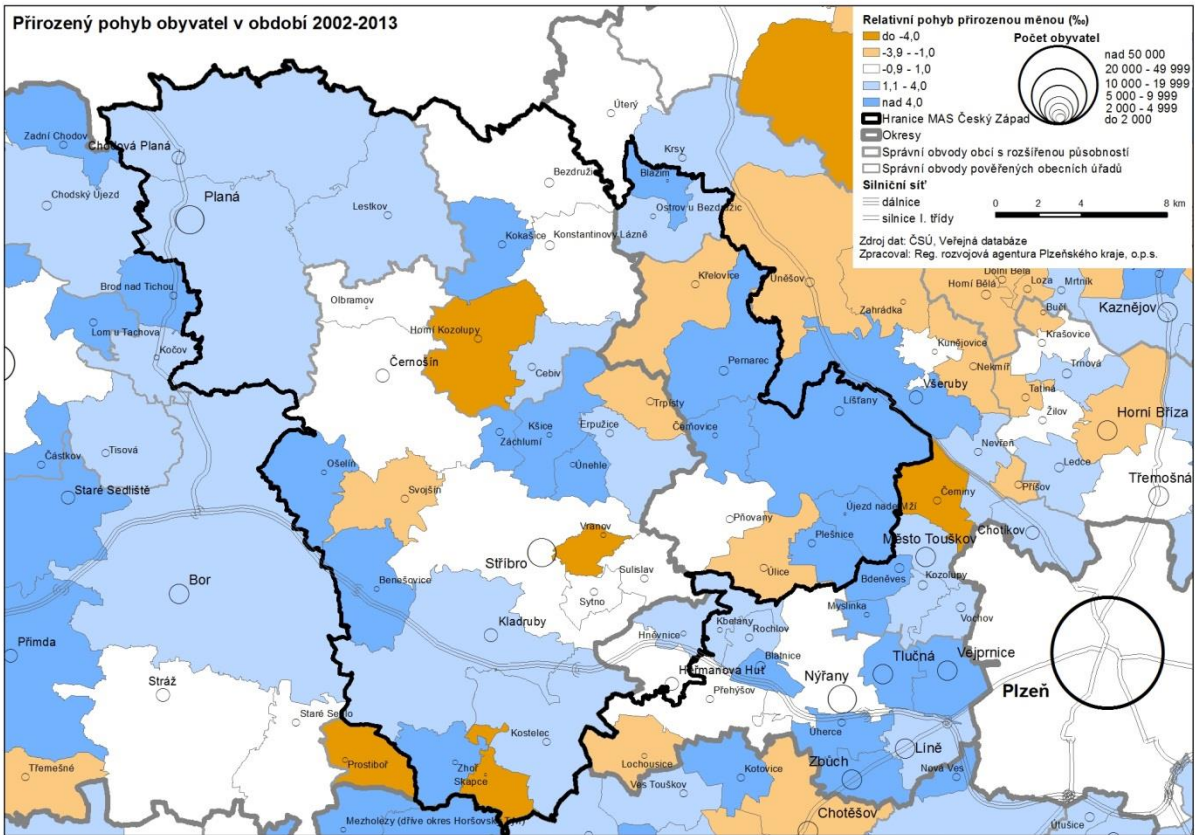 Přirozený pohyb obyvatel v období 2002-2013
Relativní pohyb přirozenou měnou (‰)
do -4,0
-3,9 - -1,0
-0,9 - 1,0
1,1 - 4,0
nad 4,0
Hranice MAS Český Západ
Okresy
Správní obvody obcí s rozšířenou působností
Správní obvody pověřených obecních úřadů
Silniční síť
dálnice
silnice I. třídy
Počet obyvatel
nad 50 000
20 000 - 49 999
10 000 - 19 999
5 000 - 9 999
2 000 - 4 999
do 2 000
0 2 4 8 km
Zdroj dat: ČSÚ, Veřejná databáze
Zpracoval: Reg. rozvojová agentura Plzeňského kraje, o.p.s.
Úterý
Zadní Chodov
Chodová Planá
Krsy
Bezdružic
Blažim
Chodský Újezd
Planá
Lestkov
Ostrov u Bezdružic
Kokašice
Konstantinovy Lázně
Křelovice
Úněšov
Dolní Bělá
Horní Bělá
Loza
Mrtník
Brod nad Tichou
Olbramov
Zahrádka
Bučí
Kaznějov
Lom u Tachova
Horní Kozolupy
Krašovice
Kočov
Kunějovice
Černošín
Cebiv
Pernarec
Nekmíř
Trnová
Všeruby
Tatiná
Trpísty
Líšťany
Žilov
Horní Bříza
Kšice
Erpužice
Záchlumí
Čerňovice
Nevřeň
Tisová
Ošelín
Únehle
Ledce
Částkov
Příšov
Třemošná
Staré Sedliště
Svojšín
Čeminy
Újezd nade Mží
Pňovany
Vranov
Chotíkov
Město Touškov
Plešnice
Stříbro
Úlice
Bor
Benešovice
Sulislav
Bdeněves
Kozolupy
Sytno
Vochov
Myslinka
Kladruby
Hněvnice
Kbelany
Rochlov
Přimda
Blatnice
Tlučná
Vejprnice
Heřmanova Huť
Stráž
Nýřany
Plzeň
Přehýšov
Staré Sedlo
Úherce
Kostelec
Líně
Prostiboř
Zhoř
Lochousice
Třemešné
Skapce
Ves Touškov
Kotovice
Zbůch
Nová Ves
Chotěšov
Útušice
Mezholezy (dříve okres Horšovský Týn)